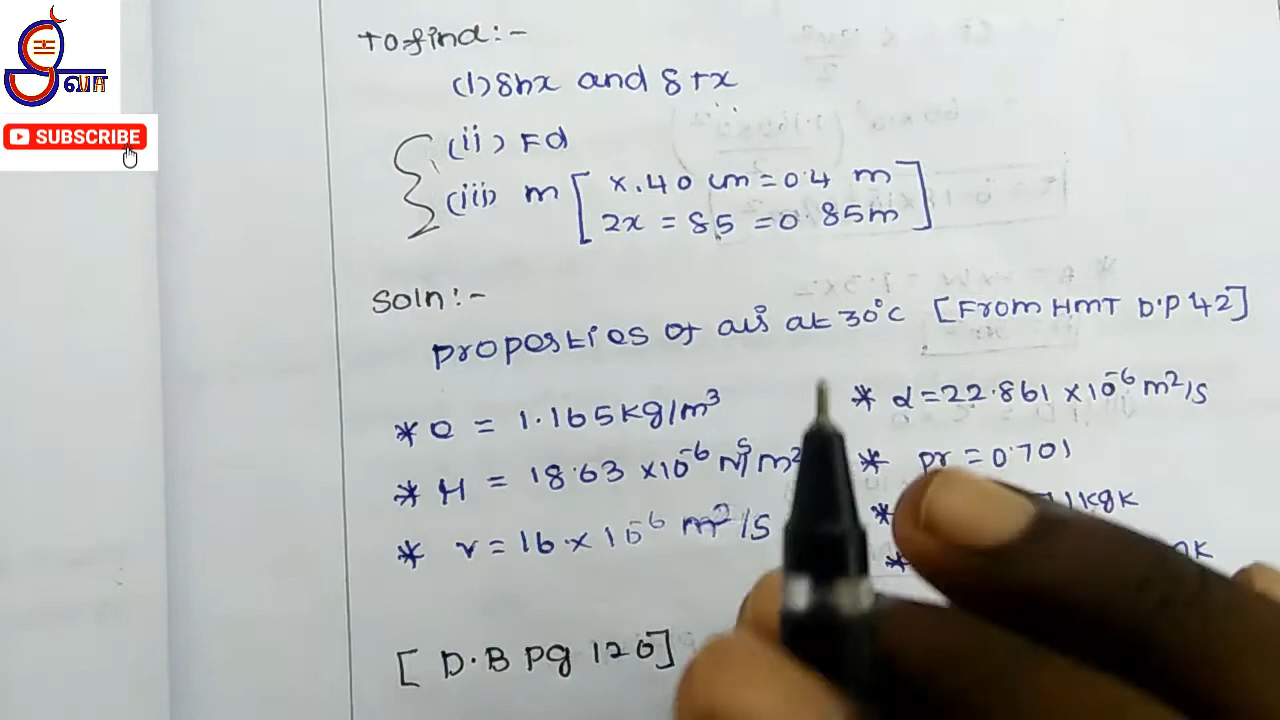 சிவா
SUBSCRIBE
Tofind:-
(i) δhx and δTx
(ii) Fd
(iii) m [ x. 40 cm = 0.4 m
2x = 85 = 0.85m ]
Soln:-
properties of air at 30°C [From HMT D.P 42]
* ρ = 1.165 kg/m³
* α = 22.861 × 10⁻⁶ m²/s
* μ = 18.63 × 10⁻⁶ NS/m²
* pr = 0.701
* ν = 16 × 10⁻⁶ m²/s
* kgk
*
[ D.B pg 120]